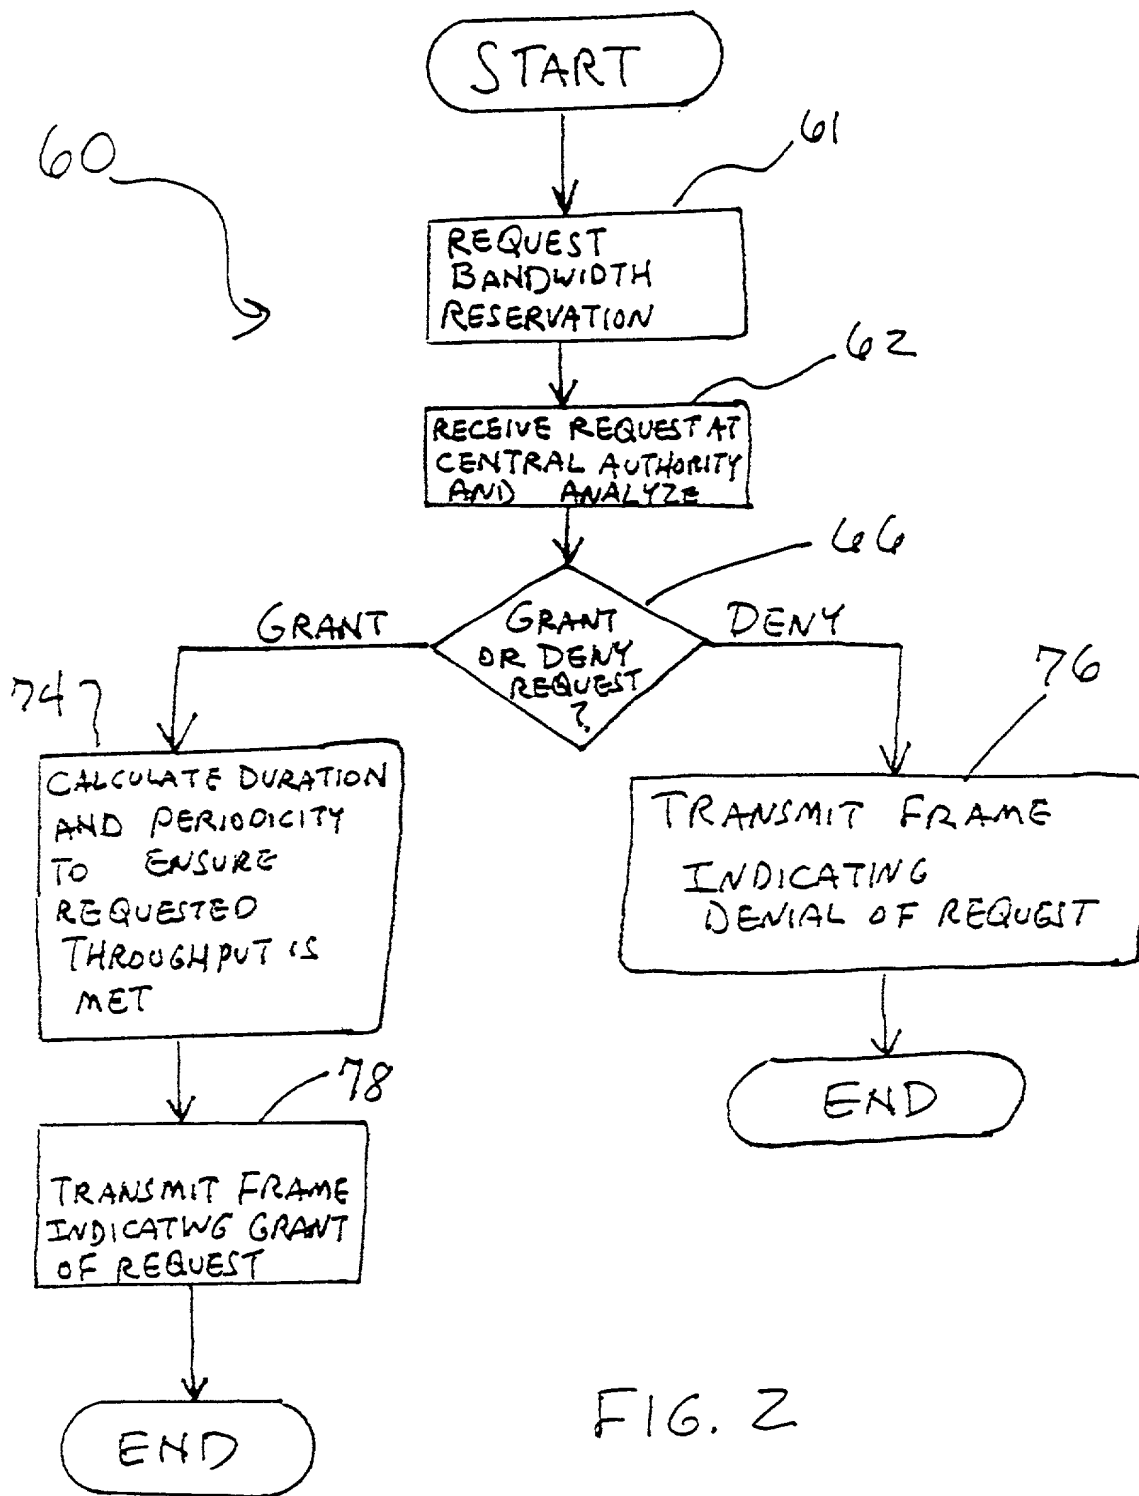 START
60
61
REQUEST
BANDWIDTH
RESERVATION
62
RECEIVE REQUEST AT
CENTRAL AUTHORITY
AND ANALYZE
66
GRANT
GRANT
OR DENY
REQUEST
?
DENY
74
CALCULATE DURATION
AND PERIODICITY
TO ENSURE
REQUESTED
THROUGHPUT IS
MET
76
TRANSMIT FRAME
INDICATING
DENIAL OF REQUEST
END
78
TRANSMIT FRAME
INDICATING GRANT
OF REQUEST
END
FIG. 2